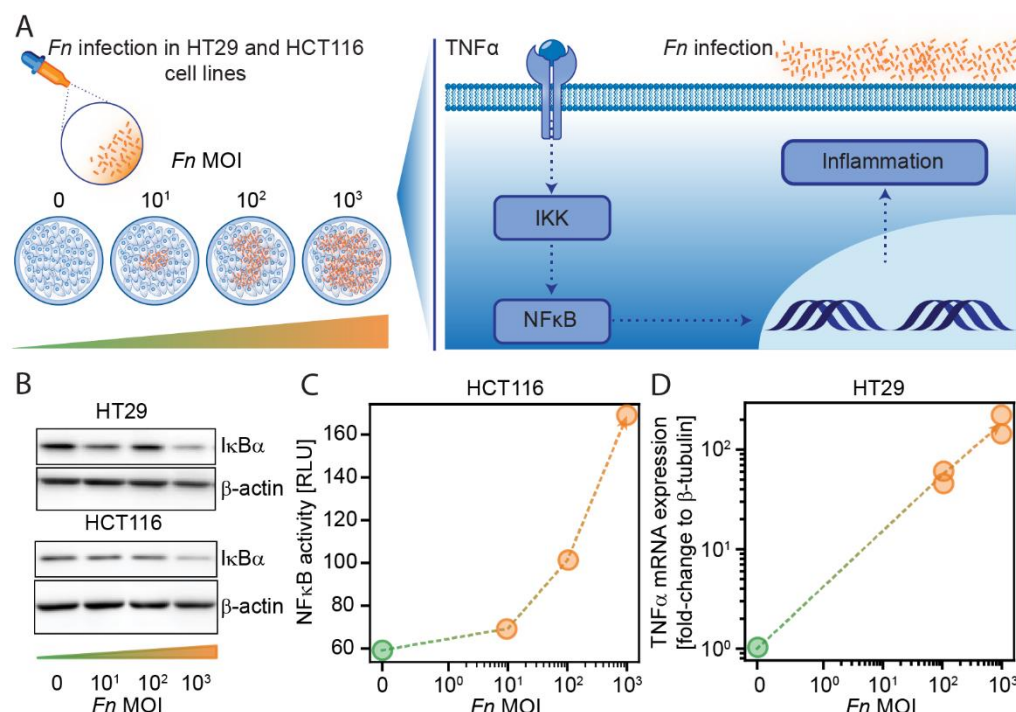 A
Fn infection in HT29 and HCT116
cell lines
Fn MOI
0 10¹ 10² 10³
TNFα
Fn infection
IKK
NFκB
Inflammation
B
HT29
IκBα
β-actin
HCT116
IκBα
β-actin
0 10¹ 10² 10³
Fn MOI
C
HCT116
NFκB activity [RLU]
160
140
120
100
80
60
0 10⁰ 10¹ 10² 10³
Fn MOI
D
HT29
TNFα mRNA expression
[fold-change to β-tubulin]
10²
10¹
10⁰
0 10⁰ 10¹ 10² 10³
Fn MOI